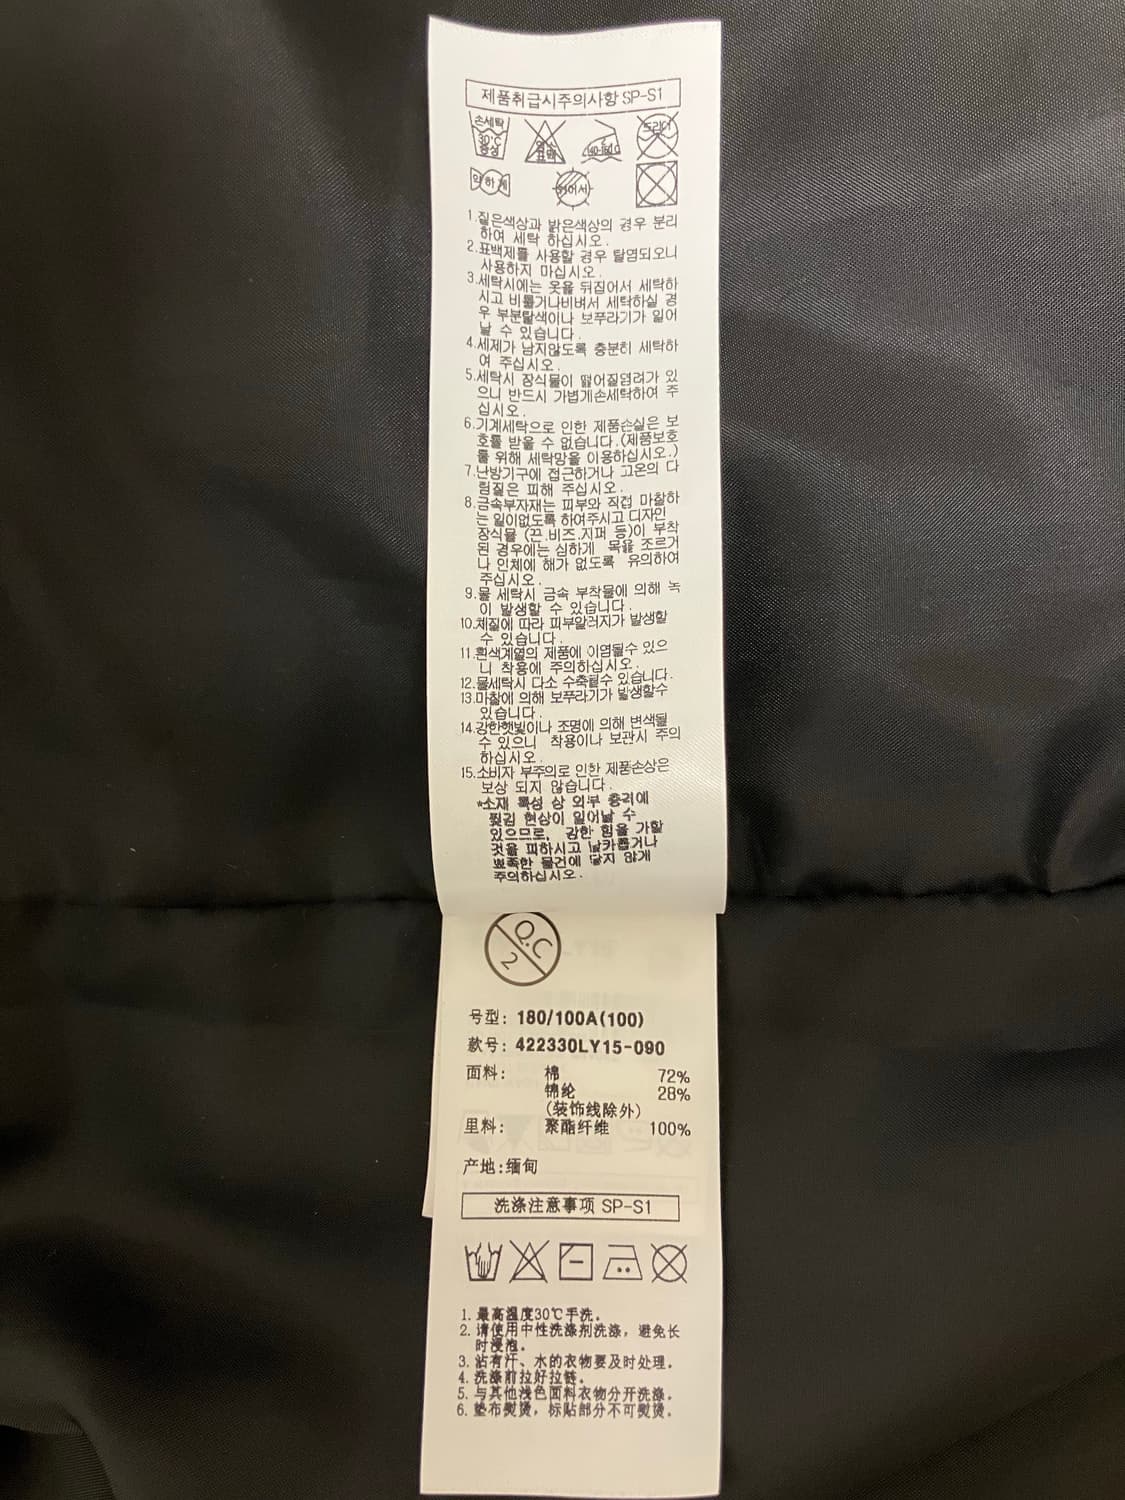 제품취급시주의사항 SP-S1
손세탁
30℃
중성
염소
표백
140-160℃
드라이
약하게
뉘어서
1.짙은색상과 밝은색상의 경우 분리
하여 세탁 하십시오.
2.표백제를 사용할 경우 탈염되오니
사용하지 마십시오.
3.세탁시에는 옷을 뒤집어서 세탁하
시고 비틀거나비벼서 세탁하실 경
우 부분탈색이나 보푸라기가 일어
날 수 있습니다.
4.세제가 남지않도록 충분히 세탁하
여 주십시오.
5.세탁시 장식물이 떨어질염려가 있
으니 반드시 가볍게손세탁하여 주
십시오.
6.기계세탁으로 인한 제품손실은 보
호를 받을 수 없습니다.(제품보호
를 위해 세탁망을 이용하십시오.)
7.난방기구에 접근하거나 고온의 다
림질은 피해 주십시오.
8.금속부자재는 피부와 직접 마찰하
는 일이없도록 하여주시고 디자인
장식물 (끈.비즈.지퍼 등)이 부착
된 경우에는 심하게 목을 조르거
나 인체에 해가 없도록 유의하여
주십시오.
9.물 세탁시 금속 부착물에 의해 녹
이 발생할 수 있습니다.
10.체질에 따라 피부알러지가 발생할
수 있습니다.
11.흰색계열의 제품에 이염될수 있으
니 착용에 주의하십시오.
12.물세탁시 다소 수축될수 있습니다.
13.마찰에 의해 보푸라기가 발생할수
있습니다.
14.강한햇빛이나 조명에 의해 변색될
수 있으니 착용이나 보관시 주의
하십시오.
15.소비자 부주의로 인한 제품손상은
보상 되지 않습니다.
*소재 특성 상 외부 충격에
찢김 현상이 일어날 수
있으므로, 강한 힘을 가할
것을 피하시고 날카롭거나
뾰족한 물건에 닿지 않게
주의하십시오.
Q.C
2
号型: 180/100A(100)
款号: 422330LY15-090
面料: 棉 72%
锦纶 28%
(装饰线除外)
里料: 聚酯纤维 100%
产地:缅甸
洗涤注意事项 SP-S1
1. 最高温度30℃手洗。
2. 请使用中性洗涤剂洗涤，避免长
时浸泡。
3. 沾有汗、水的衣物要及时处理。
4. 洗涤前拉好拉链。
5. 与其他浅色面料衣物分开洗涤。
6. 垫布熨烫，标贴部分不可熨烫。